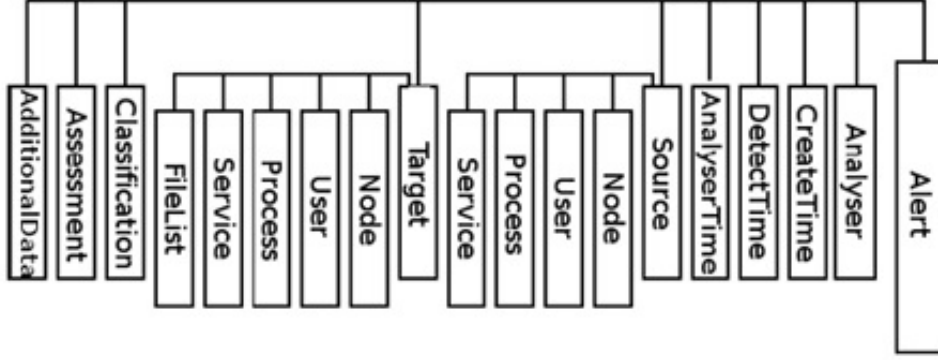 Alert
Analyser
CreateTime
DetectTime
AnalyserTime
Source
Node
User
Process
Service
Target
Node
User
Process
Service
FileList
Classification
Assessment
AdditionalData